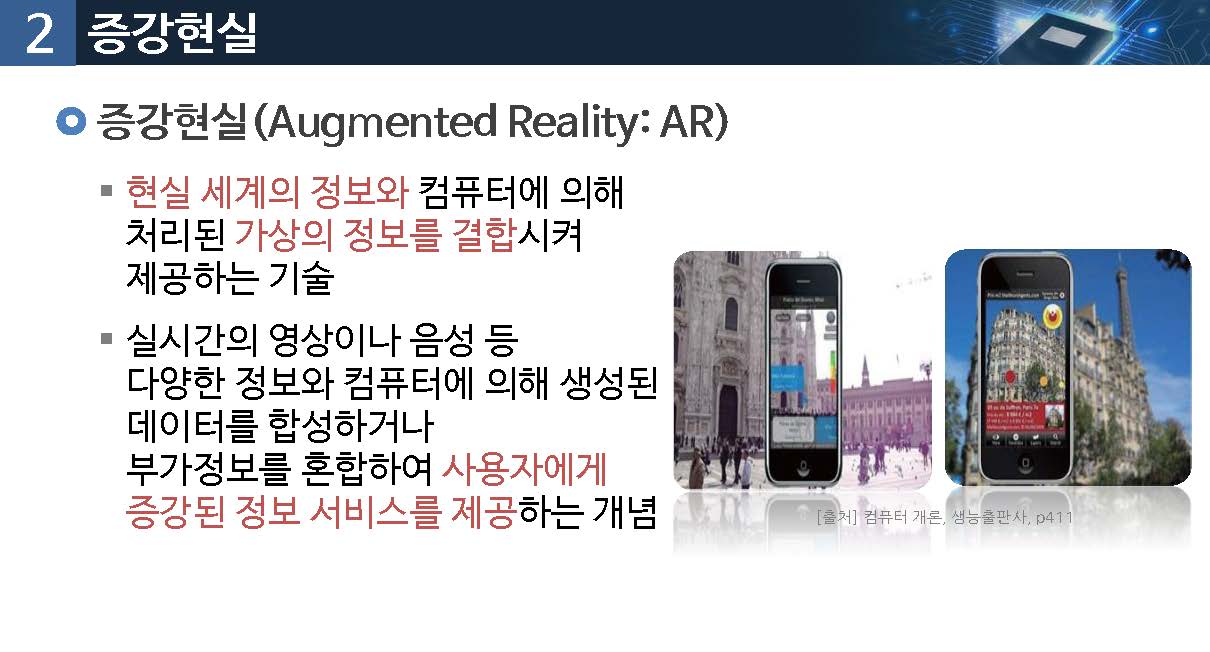 2 증강현실
증강현실(Augmented Reality: AR)
현실 세계의 정보와 컴퓨터에 의해
처리된 가상의 정보를 결합시켜
제공하는 기술
실시간의 영상이나 음성 등
다양한 정보와 컴퓨터에 의해 생성된
데이터를 합성하거나
부가정보를 혼합하여 사용자에게
증강된 정보 서비스를 제공하는 개념
[출처] 컴퓨터 개론, 생능출판사, p411